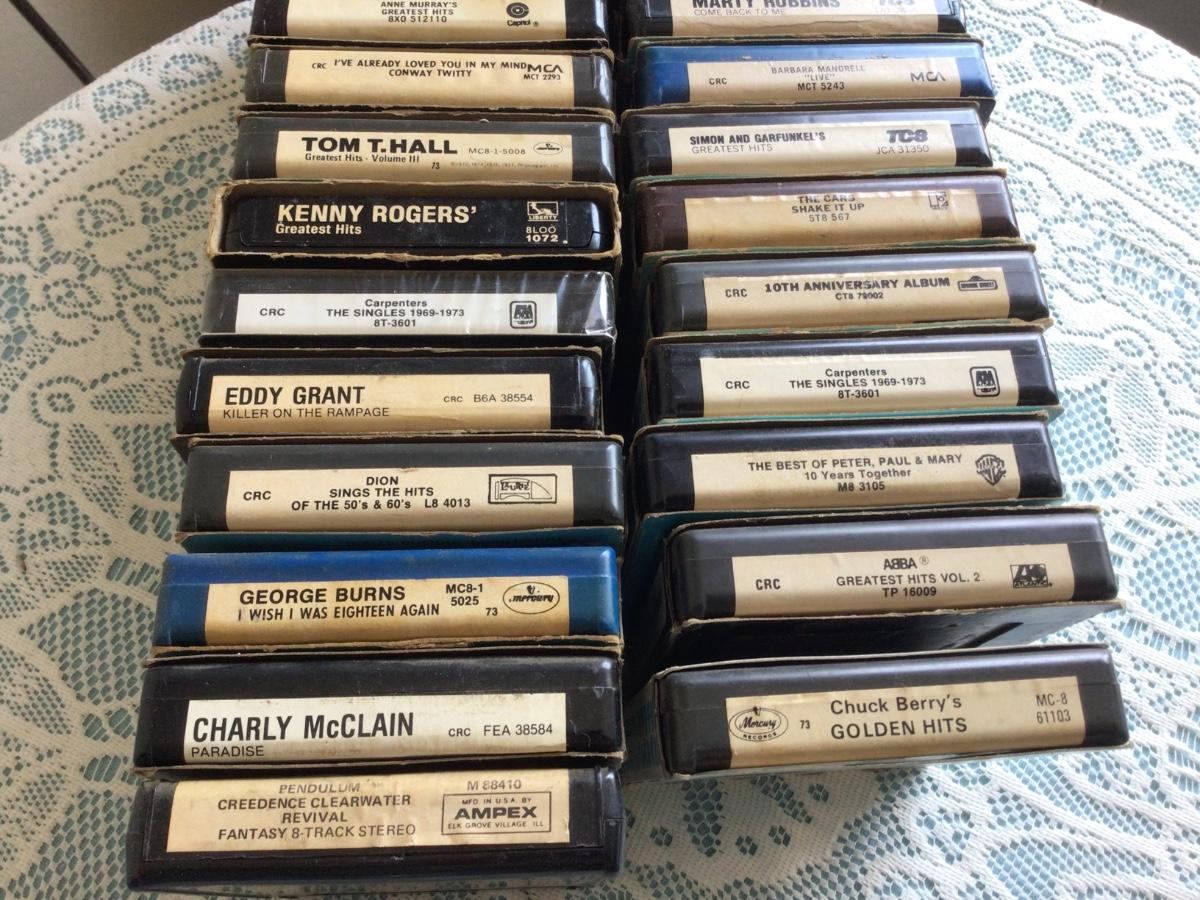 ANNE MURRAY'S
GREATEST HITS
8XO 512110
Capitol
CRC I'VE ALREADY LOVED YOU IN MY MIND MCA
CONWAY TWITTY MCT 2293
TOM T. HALL MC8-1-5008
Greatest Hits - Volume III 73
KENNY ROGERS'
Greatest Hits
LIBERTY
8LOO
1072
Carpenters
CRC THE SINGLES 1969-1973
8T-3601
EDDY GRANT CRC B6A 38554
KILLER ON THE RAMPAGE
DION
CRC SINGS THE HITS
OF THE 50's & 60's L8 4013
GEORGE BURNS MC8-1
5025
I WISH I WAS EIGHTEEN AGAIN 73
mercury
CHARLY McCLAIN CRC FEA 38584
PARADISE
PENDULUM M 88410
CREEDENCE CLEARWATER
REVIVAL
FANTASY 8-TRACK STEREO
MFD IN U.S.A. BY
AMPEX
ELK GROVE VILLAGE, ILL
MARTY ROBBINS TC8
COME BACK TO ME
BARBARA MANDRELL
CRC "LIVE" MCA
MCT 5243
SIMON AND GARFUNKEL'S TC8
GREATEST HITS JCA 31350
THE CARS
SHAKE IT UP
5T8 567
CRC 10TH ANNIVERSARY ALBUM
CT8 79002
SESAME STREET
Carpenters
CRC THE SINGLES 1969-1973
8T-3601
THE BEST OF PETER, PAUL & MARY
10 Years Together
M8 3105
ABBA ®
CRC GREATEST HITS VOL. 2
TP 16009
ATLANTIC
Mercury
RECORDS
73 Chuck Berry's MC-8
GOLDEN HITS 61103